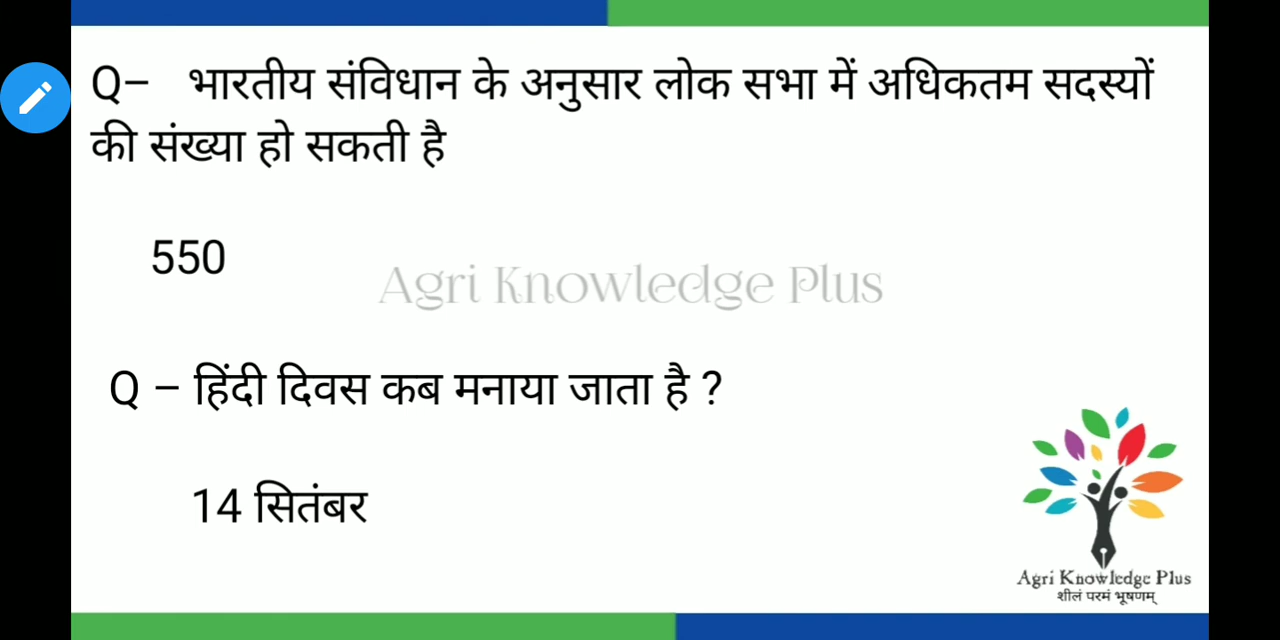 Q– भारतीय संविधान के अनुसार लोक सभा में अधिकतम सदस्यों
की संख्या हो सकती है
550
Agri Knowledge Plus
Q – हिंदी दिवस कब मनाया जाता है ?
14 सितंबर
Agri Knowledge Plus
शीलं परमं भूषणम्